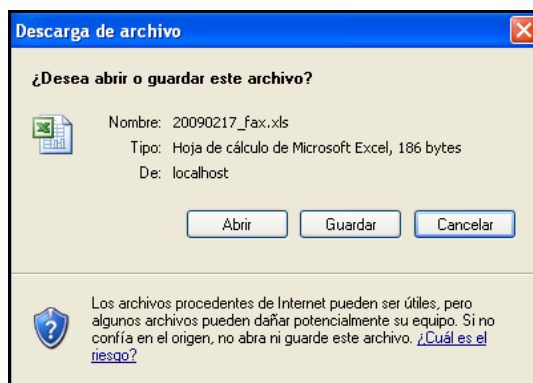 Descarga de archivo
¿Desea abrir o guardar este archivo?
Nombre: 20090217_fax.xls
Tipo: Hoja de cálculo de Microsoft Excel, 186 bytes
De: localhost
Abrir Guardar Cancelar
Los archivos procedentes de Internet pueden ser útiles, pero
algunos archivos pueden dañar potencialmente su equipo. Si no
confía en el origen, no abra ni guarde este archivo. ¿Cuál es el
riesgo?